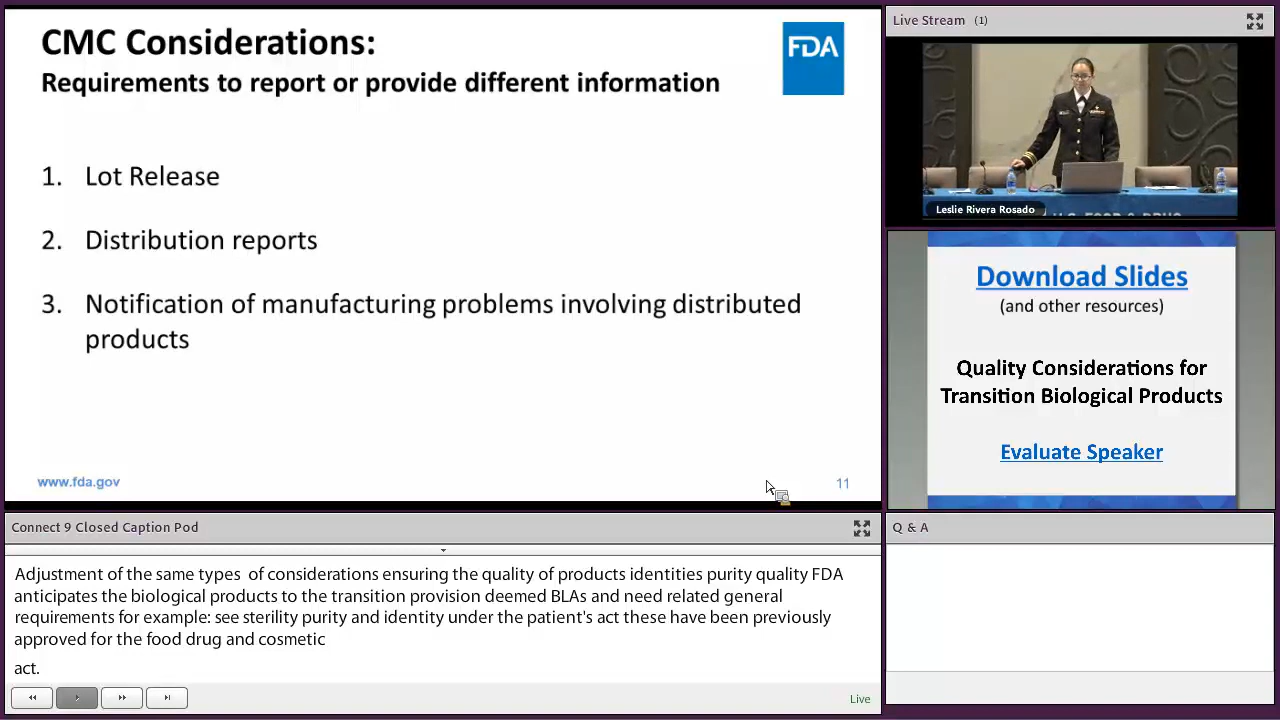 CMC Considerations:
Requirements to report or provide different information
FDA
1. Lot Release
2. Distribution reports
3. Notification of manufacturing problems involving distributed
products
www.fda.gov
11
Live Stream (1)
Leslie Rivera Rosado
U.S. FOOD & DRUG
Download Slides
(and other resources)
Quality Considerations for
Transition Biological Products
Evaluate Speaker
Connect 9 Closed Caption Pod
Adjustment of the same types of considerations ensuring the quality of products identities purity quality FDA
anticipates the biological products to the transition provision deemed BLAs and need related general
requirements for example: see sterility purity and identity under the patient's act these have been previously
approved for the food drug and cosmetic
act.
Live
Q & A